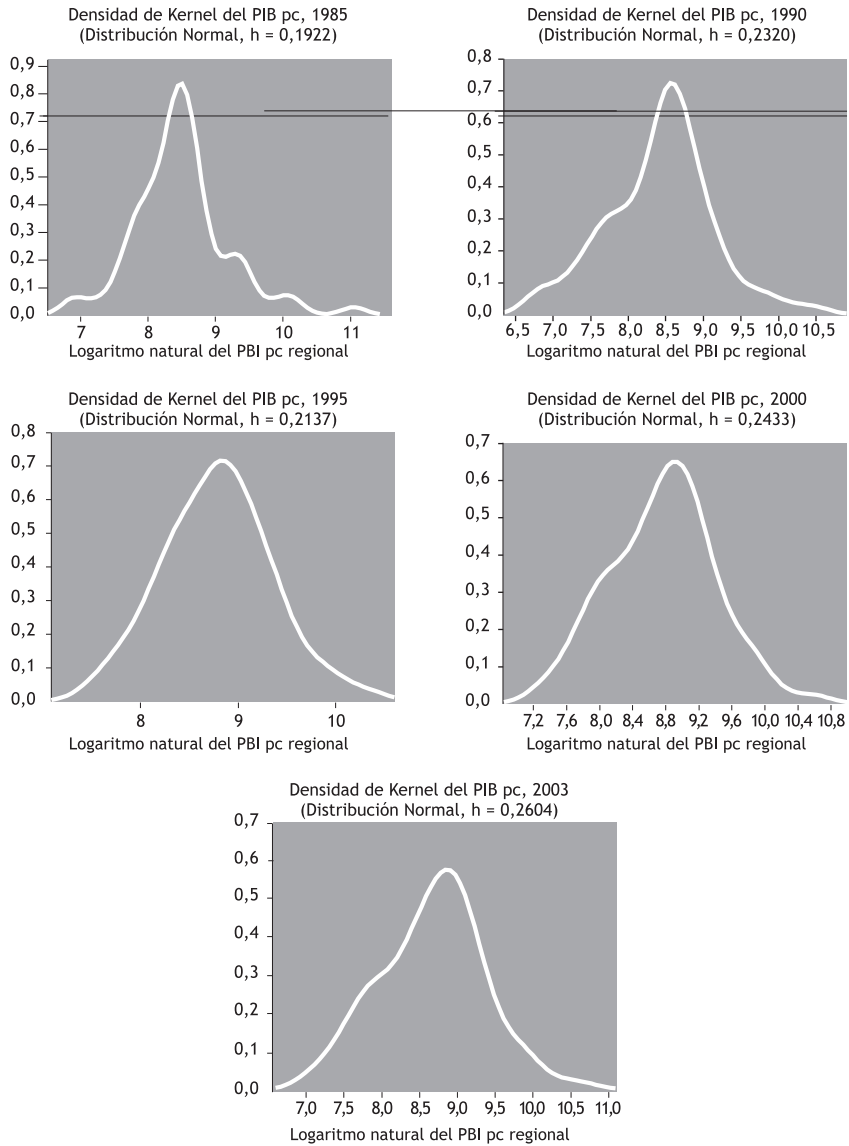 Densidad de Kernel del PIB pc, 1985
(Distribución Normal, h = 0,1922)
0,9
0,8
0,7
0,6
0,5
0,4
0,3
0,2
0,1
0,0
7 8 9 10 11
Logaritmo natural del PBI pc regional
Densidad de Kernel del PIB pc, 1990
(Distribución Normal, h = 0,2320)
0,8
0,7
0,6
0,5
0,4
0,3
0,2
0,1
0,0
6,5 7,0 7,5 8,0 8,5 9,0 9,5 10,0 10,5
Logaritmo natural del PBI pc regional
Densidad de Kernel del PIB pc, 1995
(Distribución Normal, h = 0,2137)
0,8
0,7
0,6
0,5
0,4
0,3
0,2
0,1
0,0
8 9 10
Logaritmo natural del PBI pc regional
Densidad de Kernel del PIB pc, 2000
(Distribución Normal, h = 0,2433)
0,7
0,6
0,5
0,4
0,3
0,2
0,1
0,0
7,2 7,6 8,0 8,4 8,8 9,2 9,6 10,0 10,4 10,8
Logaritmo natural del PBI pc regional
Densidad de Kernel del PIB pc, 2003
(Distribución Normal, h = 0,2604)
0,7
0,6
0,5
0,4
0,3
0,2
0,1
0,0
7,0 7,5 8,0 8,5 9,0 9,5 10,0 10,5 11,0
Logaritmo natural del PBI pc regional